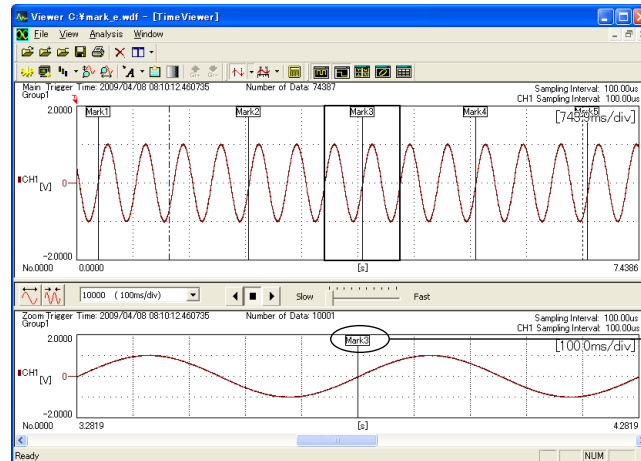 Viewer C:¥mark_e.wdf - [TimeViewer]
File View Analysis Window
Main Trigger Time: 2009/04/08 08:10:12.460735 Number of Data: 74387 Sampling Interval: 100.00us
Group1 CH1 Sampling Interval: 100.00us
2.0000 Mark1 Mark2 Mark3 Mark4 [743.9ms/div]
CH1 [V] 0
-2.0000
No.0000 0.0000 [s] 7.4386
10000 (100ms/div) Slow Fast
Zoom Trigger Time: 2009/04/08 08:10:12.460735 Number of Data: 10001 Sampling Interval: 100.00us
Group1 CH1 Sampling Interval: 100.00us
2.0000 Mark3 [100.0ms/div]
CH1 [V] 0
-2.0000
No.0000 3.2819 [s] 4.2819
Ready NUM